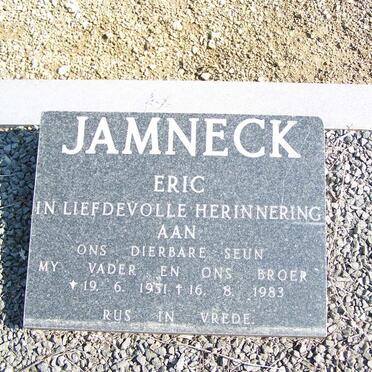 JAMNECK
ERIC
IN LIEFDEVOLLE HERINNERING
AAN
ONS DIERBARE SEUN
MY VADER EN ONS BROER
* 19. 6. 1951 † 16. 8. 1983
RUS IN VREDE